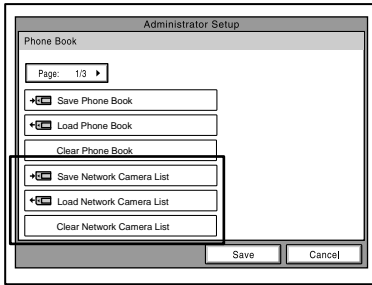 Administrator Setup
Phone Book
Page: 1/3
Save Phone Book
Load Phone Book
Clear Phone Book
Save Network Camera List
Load Network Camera List
Clear Network Camera List
Save Cancel